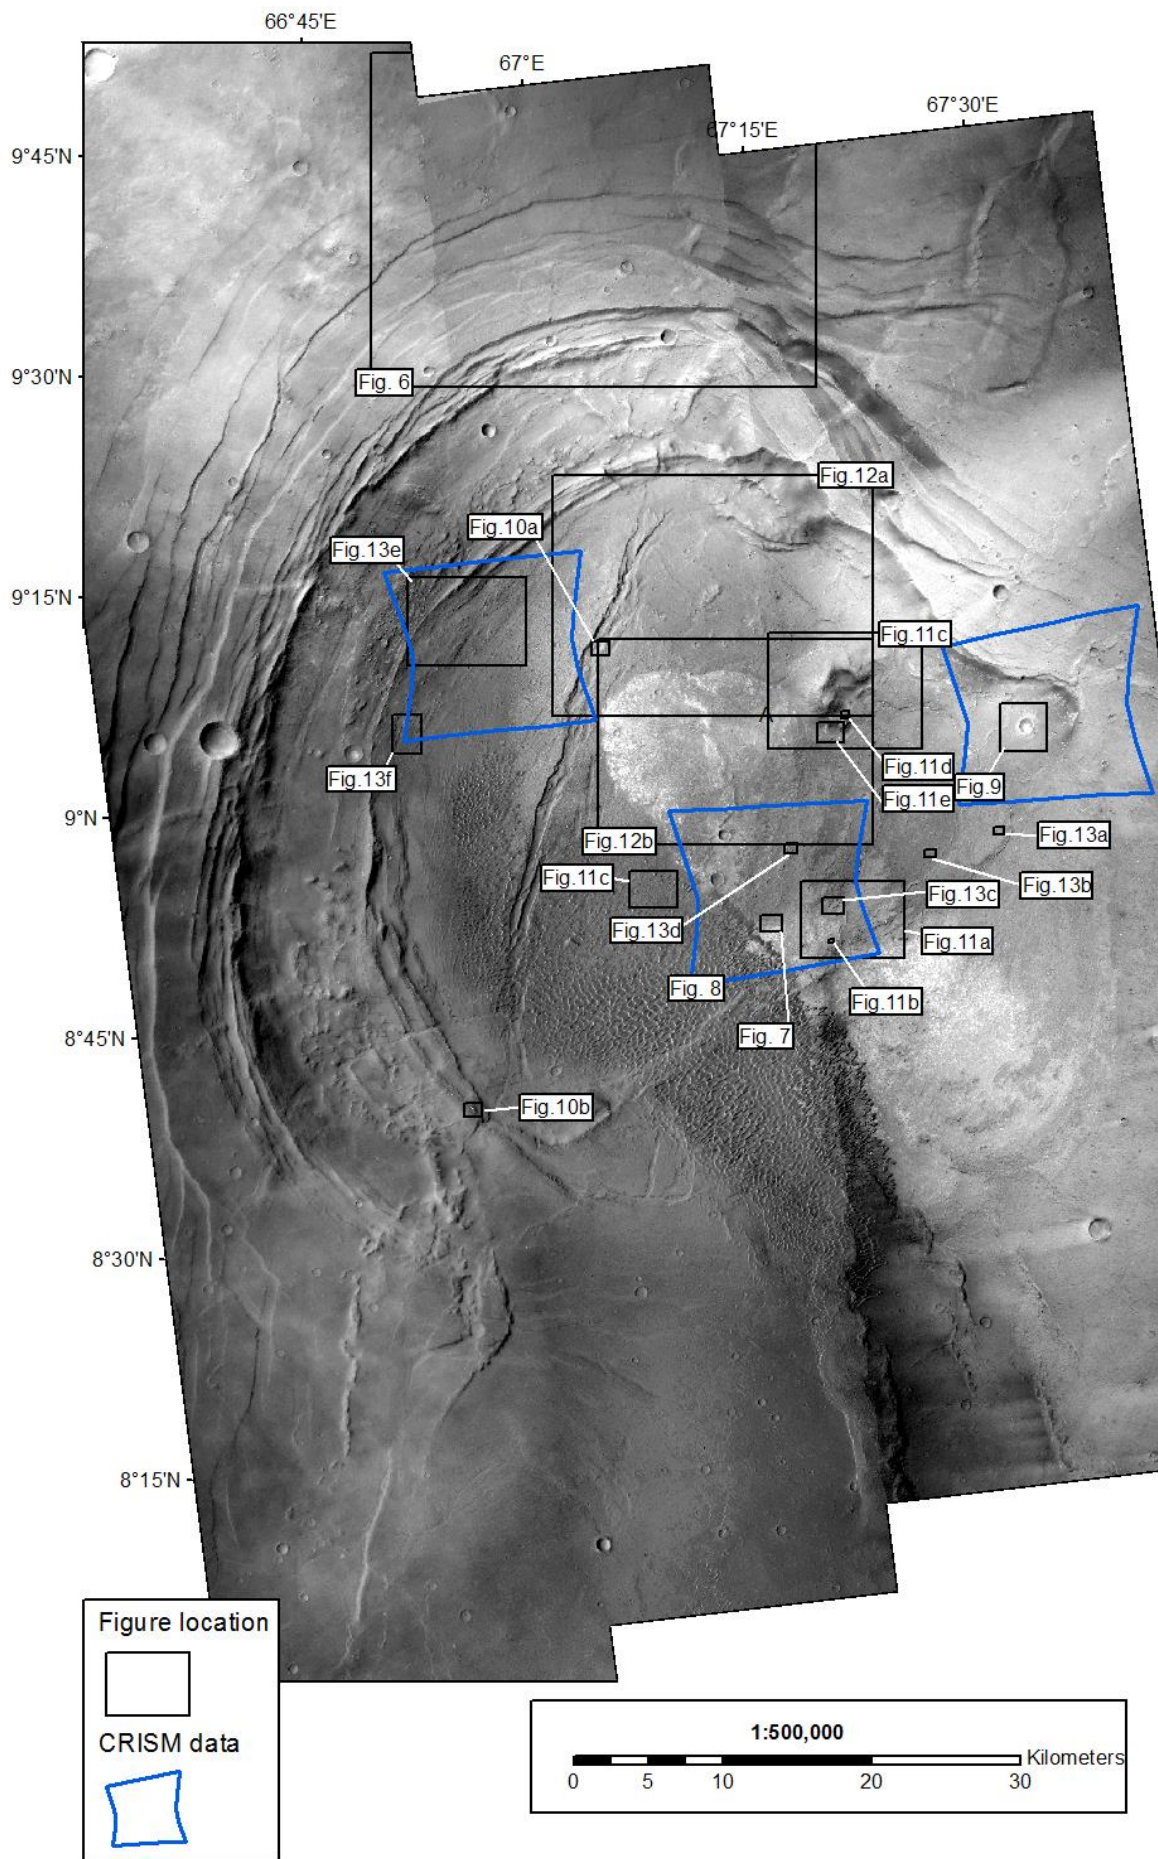 66°45'E
67°E
67°30'E
67°15'E
9°45'N
Fig. 6
9°30'N
Fig.12a
Fig.10a
Fig.13e
9°15'N
Fig.11c
Fig.11d
Fig.13f
Fig.9
Fig.11e
9°N
Fig.12b
Fig.13a
Fig.11c
Fig.13b
Fig.13c
Fig.13d
Fig.11a
Fig. 8
Fig.11b
Fig. 7
8°45'N
Fig.10b
8°30'N
8°15'N
Figure location
CRISM data
1:500,000
Kilometers
0 5 10 20 30